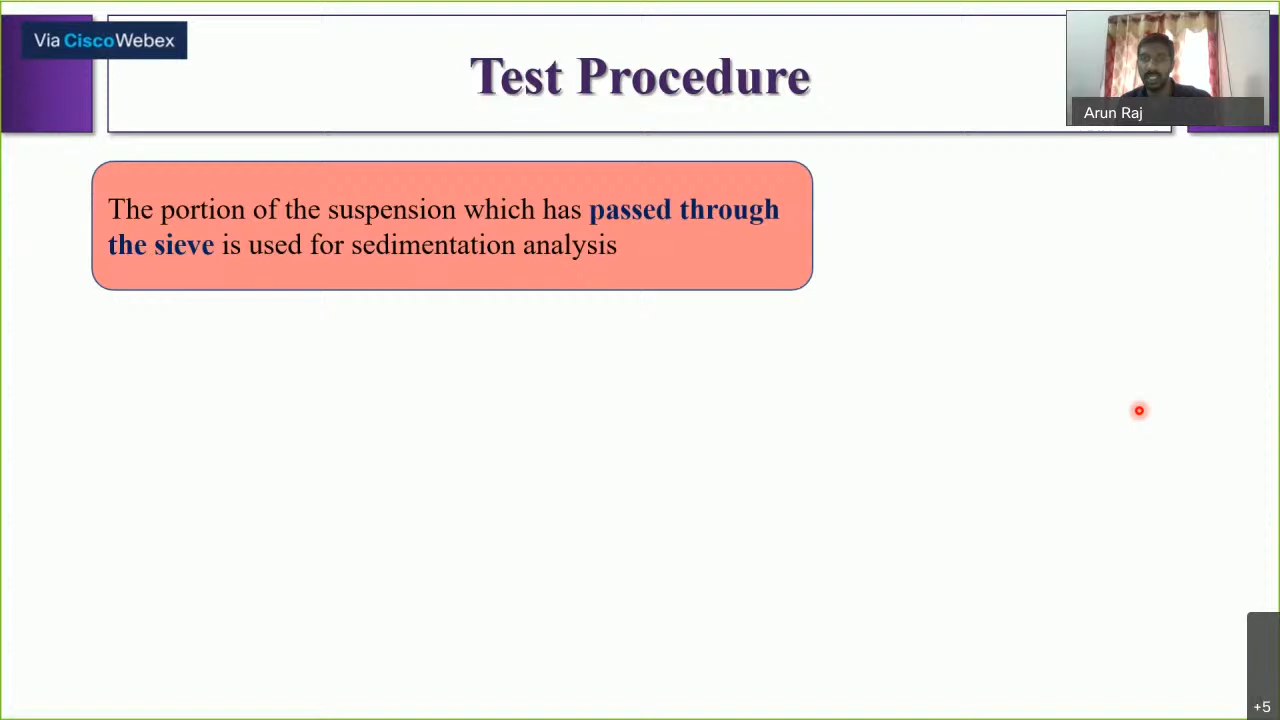 Via CiscoWebex
Test Procedure
Arun Raj
The portion of the suspension which has passed through
the sieve is used for sedimentation analysis
+5